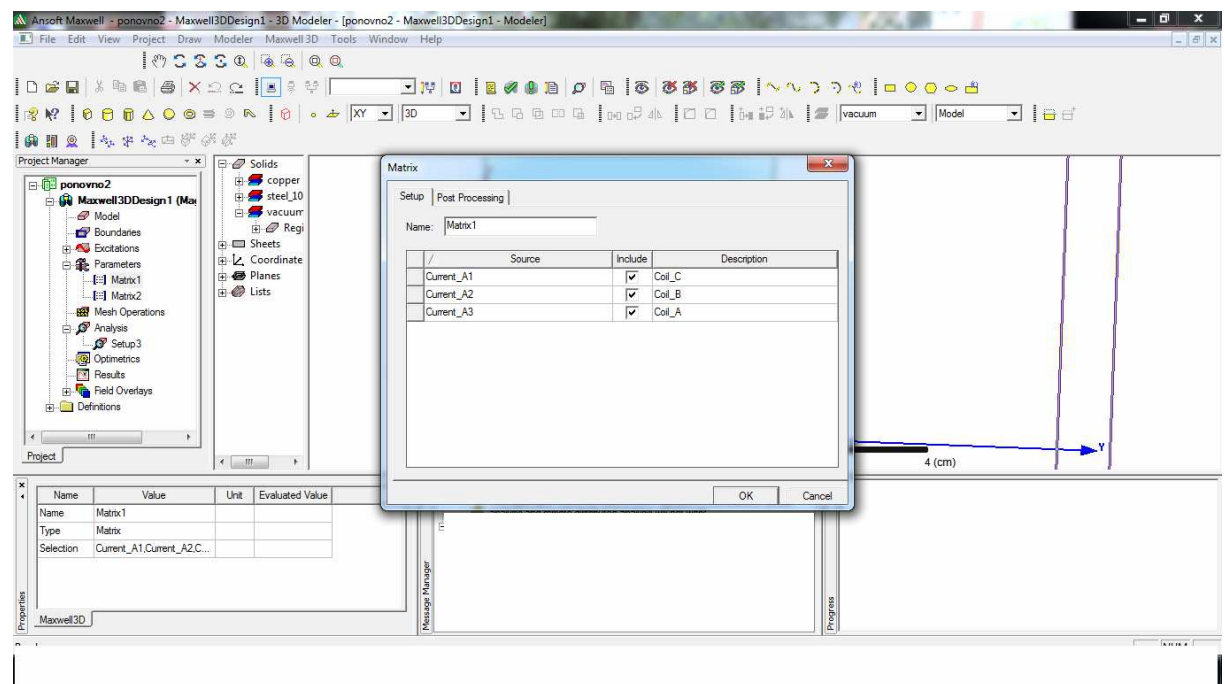 Ansoft Maxwell - ponovno2 - Maxwell3DDesign1 - 3D Modeler - [ponovno2 - Maxwell3DDesign1 - Modeler]
File Edit View Project Draw Modeler Maxwell 3D Tools Window Help
XY 3D vacuum Model
Project Manager
ponovno2
Maxwell3DDesign1 (Mag
Model
Boundaries
Excitations
Parameters
Matrix1
Matrix2
Mesh Operations
Analysis
Setup3
Optimetrics
Results
Field Overlays
Definitions
Project
Solids
copper
steel_10
vacuum
Regi
Sheets
Coordinate
Planes
Lists
Matrix
Setup Post Processing
Name: Matrix1
/ Source Include Description
Current_A1 Coil_C
Current_A2 Coil_B
Current_A3 Coil_A
OK Cancel
Y
4 (cm)
Name Value Unit Evaluated Value
Name Matrix1
Type Matrix
Selection Current_A1,Current_A2,C...
Maxwell3D
Properties
Message Manager
Progress
NUM